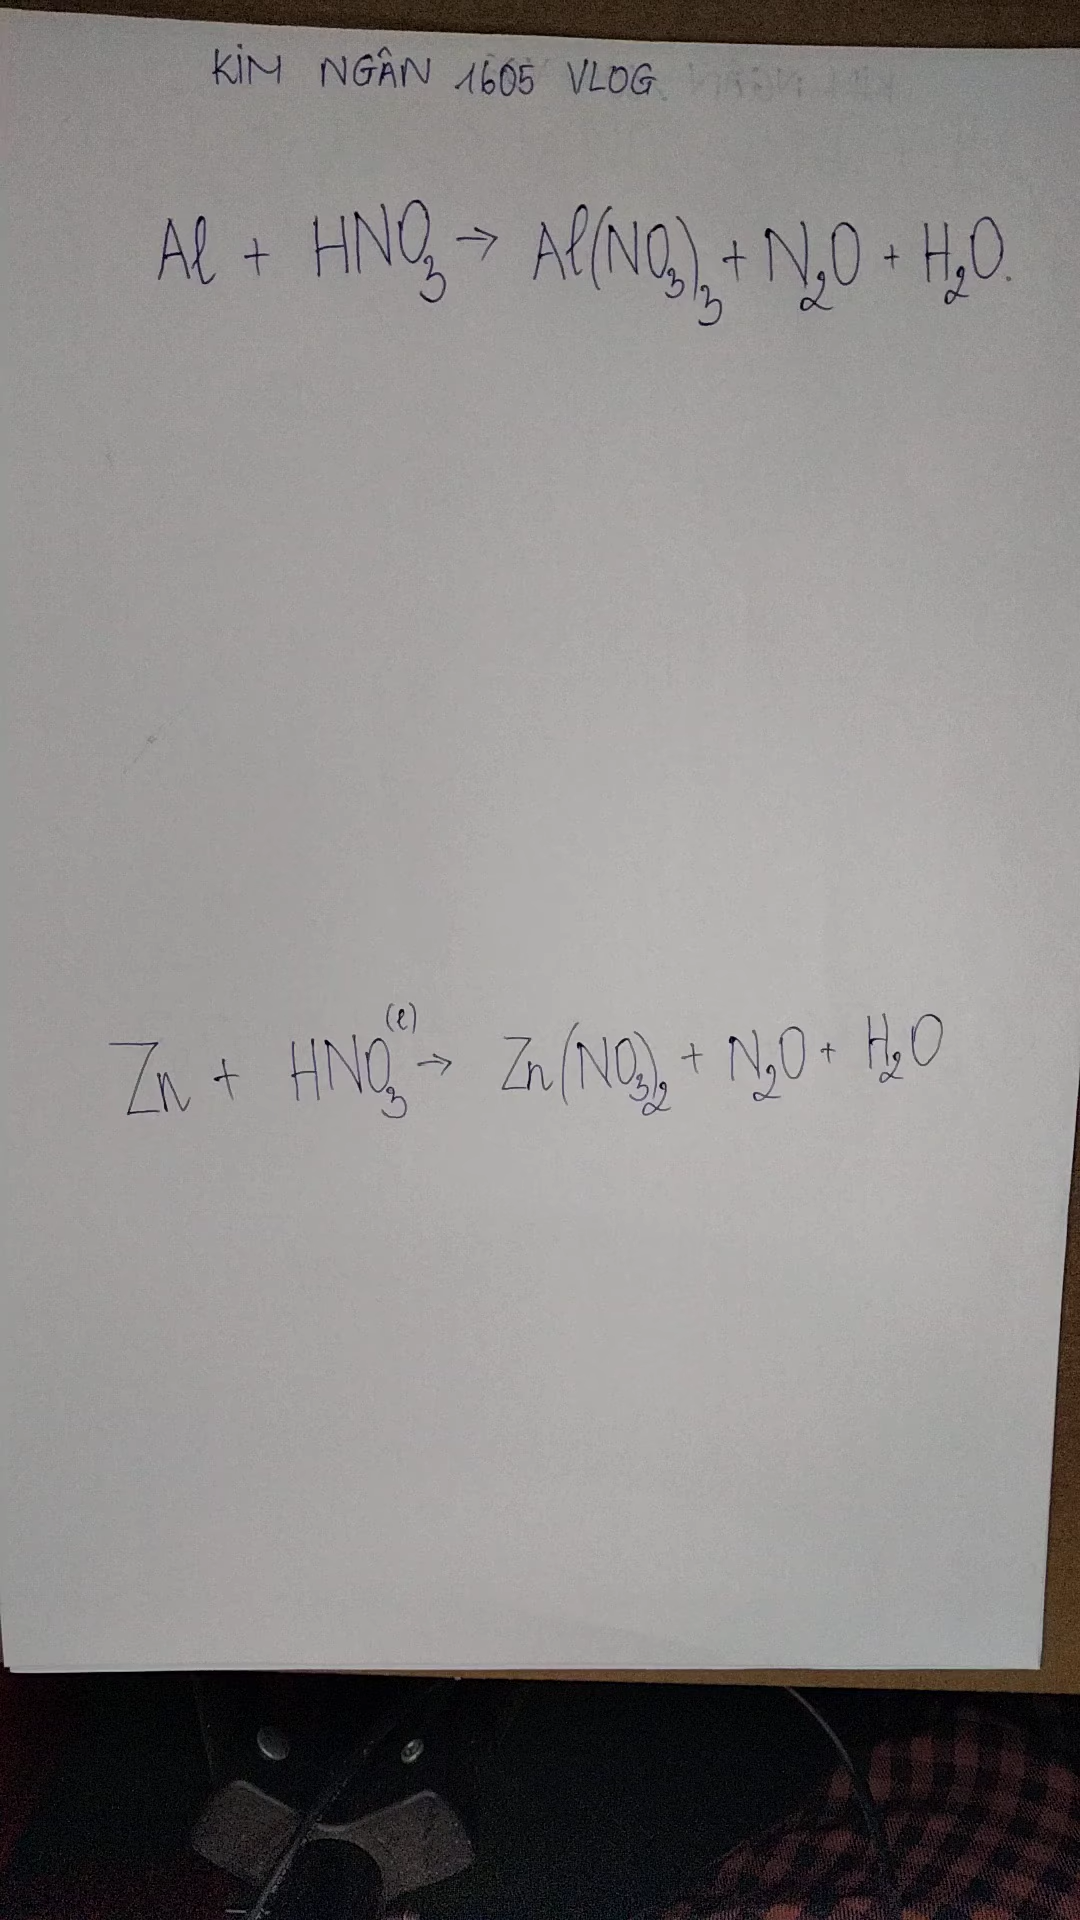 KIM NGÂN 1605 VLOG
Al + HNO₃ → Al(NO₃)₃ + N₂O + H₂O.
Zn + HNO₃(l) → Zn(NO₃)₂ + N₂O + H₂O